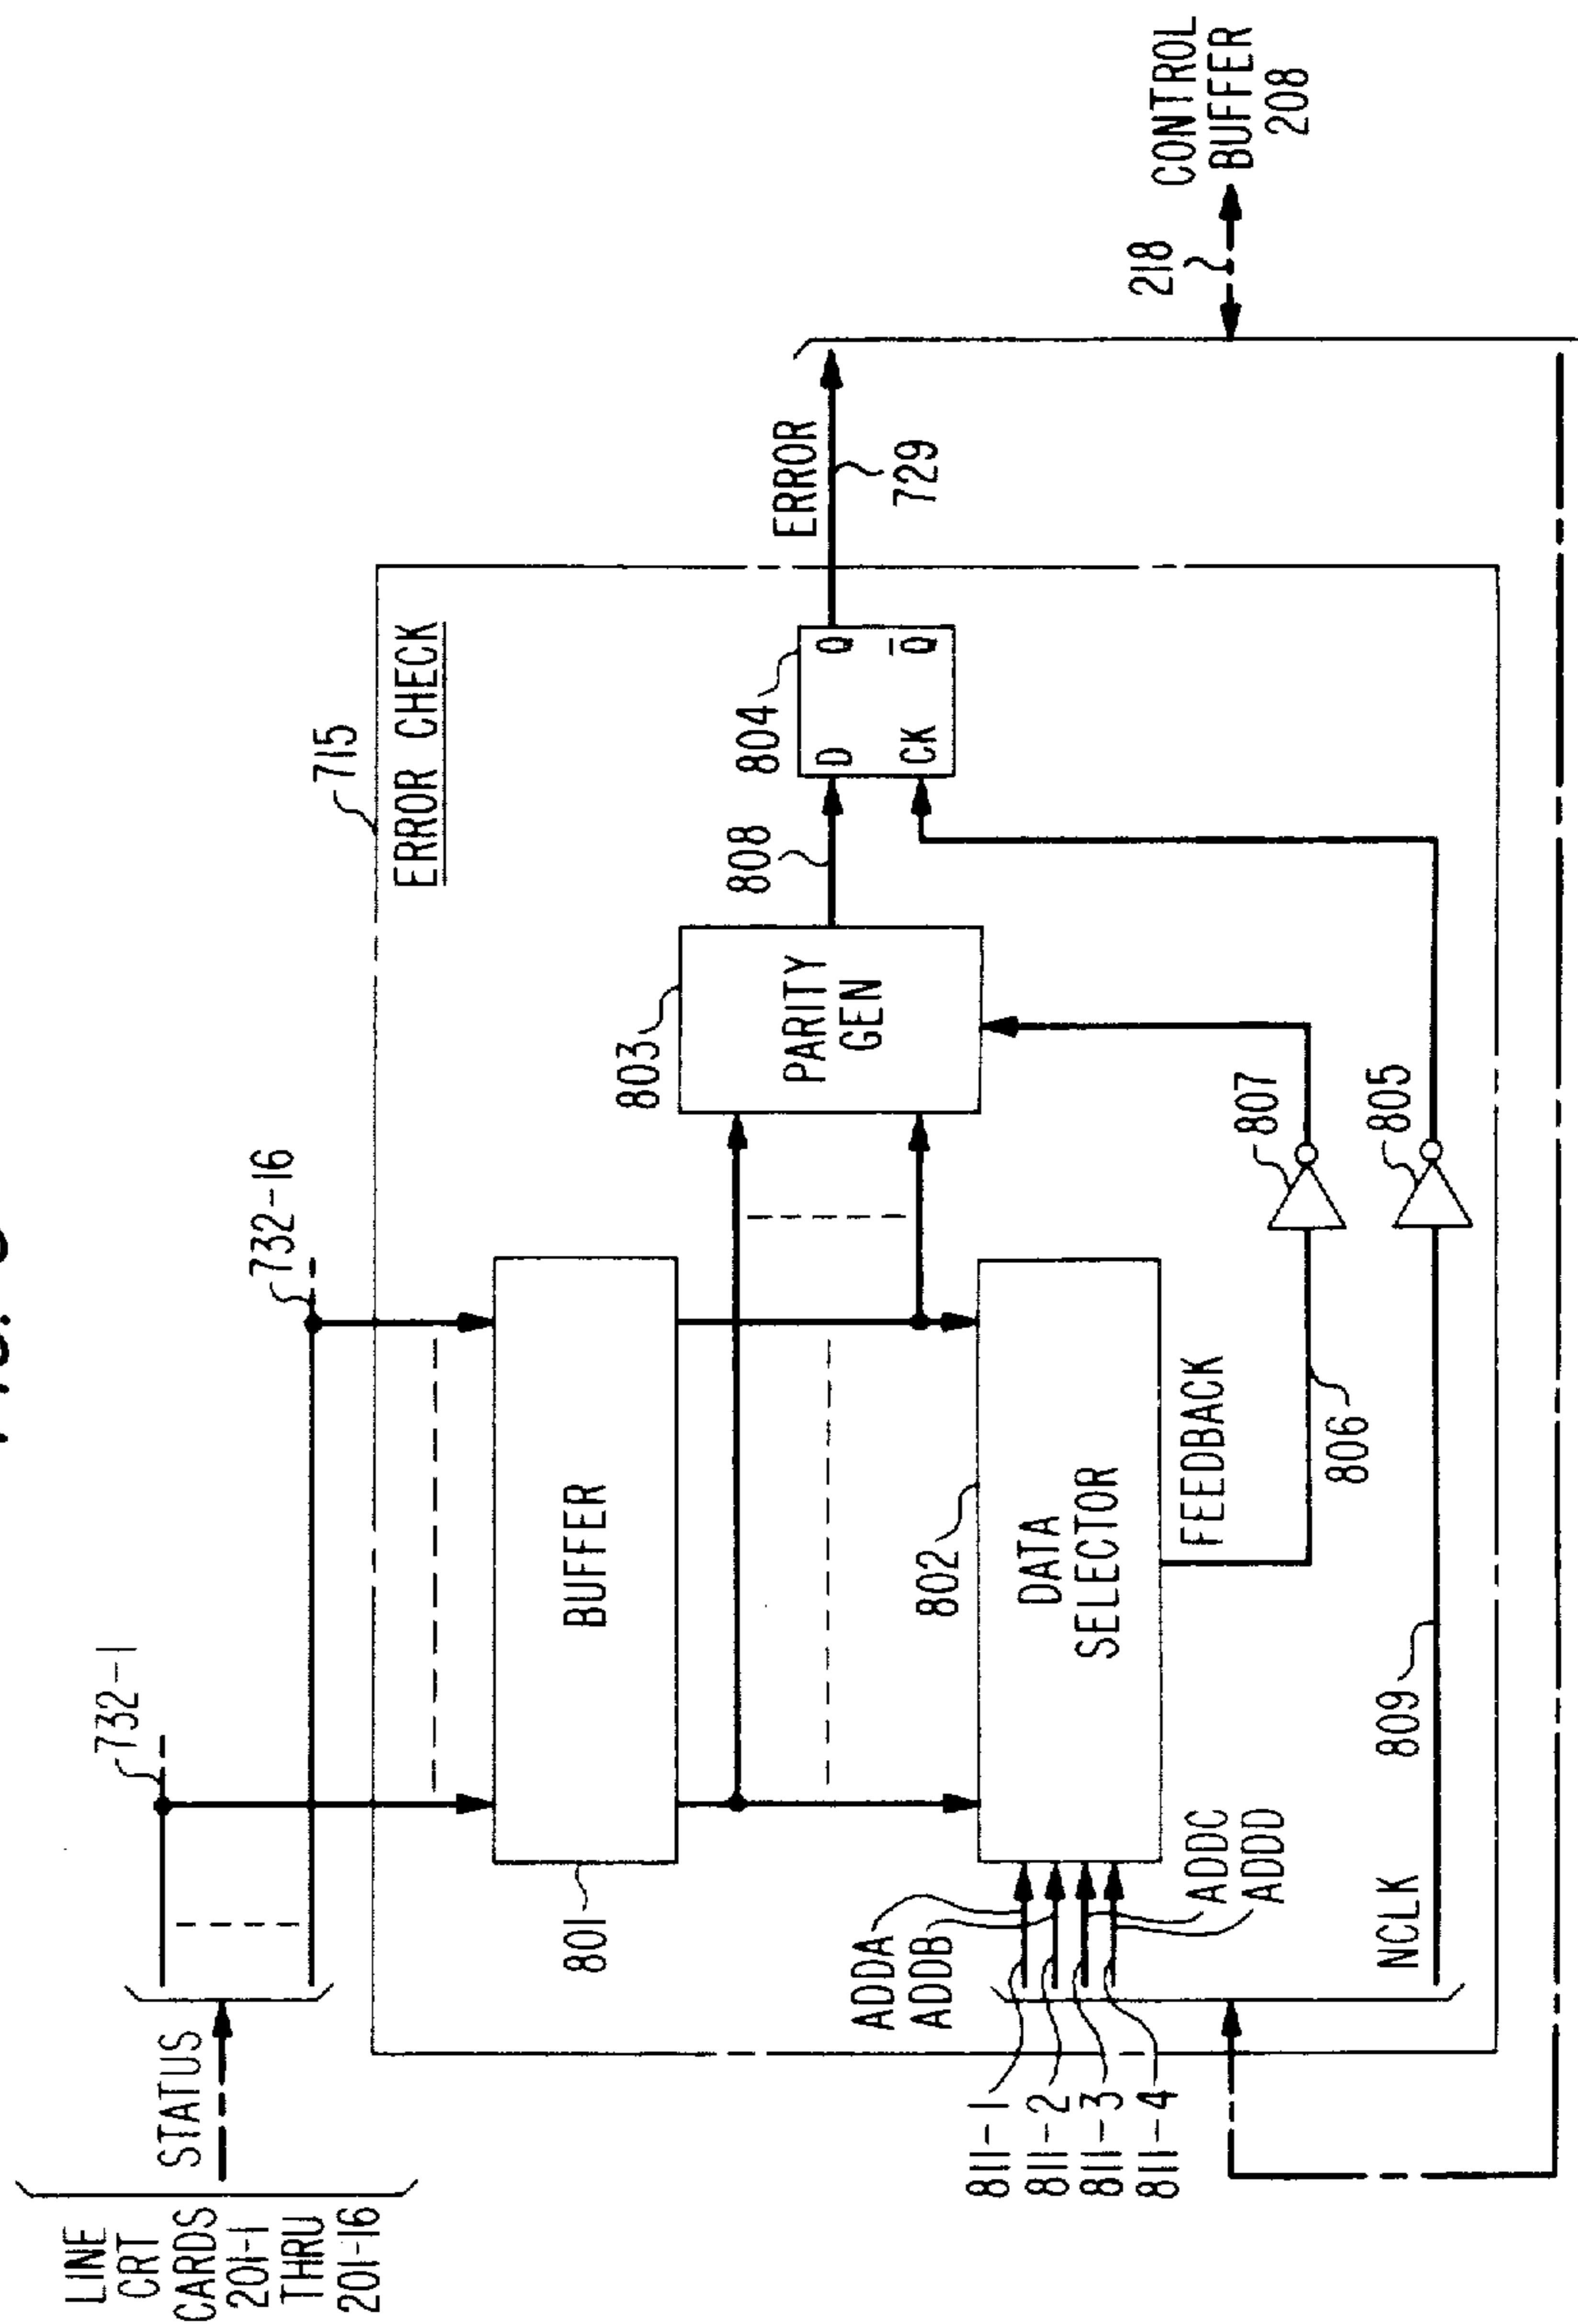 732-1
732-16
STATUS
LINE
CRT
CARDS
201-1
THRU
201-16
715
ERROR CHECK
801
BUFFER
803
PARITY
GEN
808
804
D
Q
CK
Q̅
ERROR
729
218
CONTROL
BUFFER
208
802
DATA
SELECTOR
ADDA
ADDB
ADDC
ADDD
811-1
811-2
811-3
811-4
FEEDBACK
806
807
805
NCLK
809